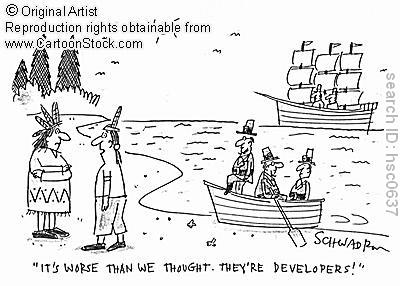 © Original Artist
Reproduction rights obtainable from
www.CartoonStock.com
search ID: hsc0637
SCHWADRON
"IT'S WORSE THAN WE THOUGHT. THEY'RE DEVELOPERS!"